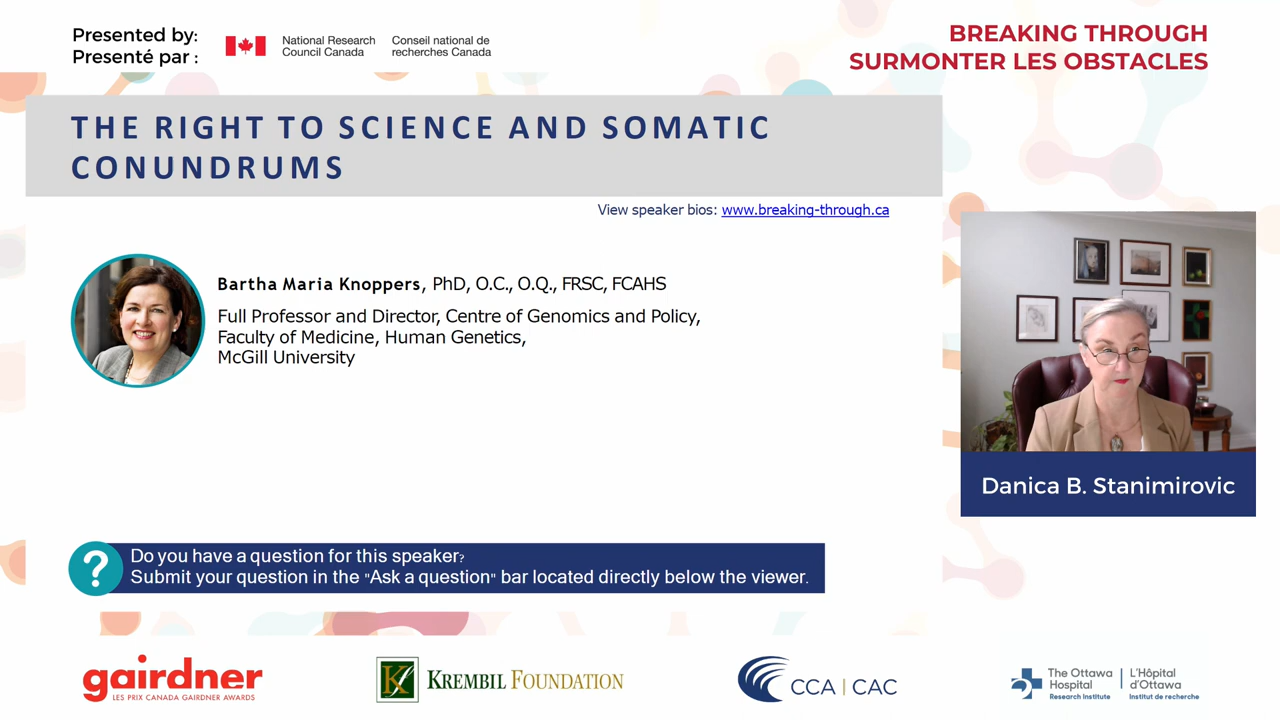 Presented by:
Presenté par :
National Research Council Canada
Conseil national de recherches Canada
BREAKING THROUGH
SURMONTER LES OBSTACLES
THE RIGHT TO SCIENCE AND SOMATIC
CONUNDRUMS
View speaker bios: www.breaking-through.ca
Bartha Maria Knoppers, PhD, O.C., O.Q., FRSC, FCAHS
Full Professor and Director, Centre of Genomics and Policy,
Faculty of Medicine, Human Genetics,
McGill University
Danica B. Stanimirovic
?
Do you have a question for this speaker?
Submit your question in the "Ask a question" bar located directly below the viewer.
gairdner
LES PRIX CANADA GAIRDNER AWARDS
K
KREMBIL FOUNDATION
CCA | CAC
The Ottawa Hospital
Research Institute
L'Hôpital d'Ottawa
Institut de recherche